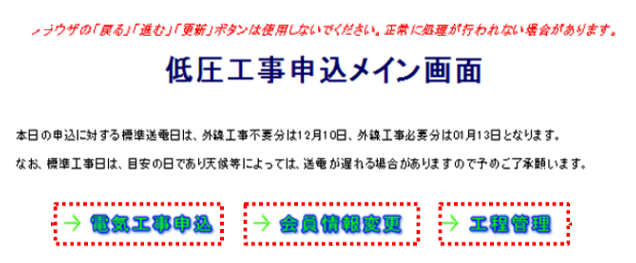 ブラウザの「戻る」「進む」「更新」ボタンは使用しないでください。正常に処理が行われない場合があります。
低圧工事申込メイン画面
本日の申込に対する標準送電日は、外線工事不要分は12月10日、外線工事必要分は01月13日となります。
なお、標準工事日は、目安の日であり天候等によっては、送電が遅れる場合がありますので予めご了承願います。
→ 電気工事申込 → 会員情報変更 → 工程管理